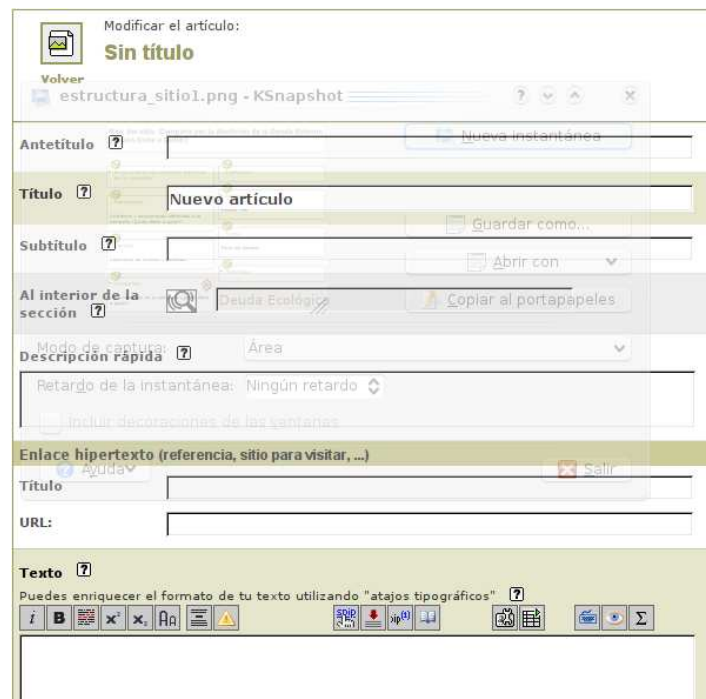 Modificar el artículo:
Sin título
Volver
estructura_sitio1.png - KSnapshot
Antetítulo ?
Nueva instantánea
Título ? Nuevo artículo
Guardar como...
Subtítulo ?
Abrir con
Al interior de la
sección ?
Deuda Ecológica
Copiar al portapapeles
Modo de captura: Área
Descripción rápida ?
Retardo de la instantánea: Ningún retardo
Incluir decoraciones de las ventanas
Enlace hipertexto (referencia, sitio para visitar, ...)
Ayuda Salir
Título
URL:
Texto ?
Puedes enriquecer el formato de tu texto utilizando "atajos tipográficos" ?